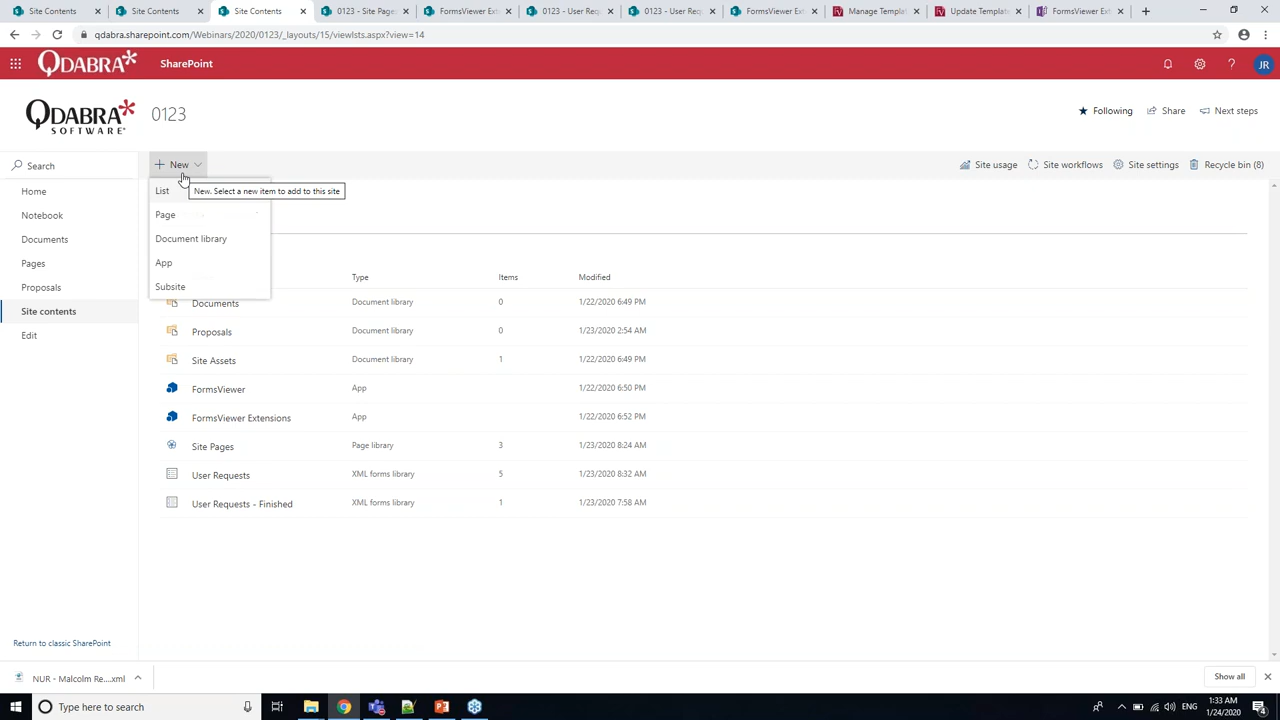 Site Contents
Site Contents
Site Contents
0123 - Site Page
FormsViewer Ext
0123 - User Req
0123 - User Req
FormsViewer Ext
Manage Templat
Update Template
FormsViewer Ext
qdabra.sharepoint.com/Webinars/2020/0123/_layouts/15/viewlsts.aspx?view=14
QDABRA SharePoint JR
QDABRA SOFTWARE 0123
Following Share Next steps
Search
New
Site usage Site workflows Site settings Recycle bin (8)
Home
Notebook
Documents
Pages
Proposals
Site contents
Edit
List
New. Select a new item to add to this site
Page
Document library
App
Subsite
Type Items Modified
Documents Document library 0 1/22/2020 6:49 PM
Proposals Document library 0 1/23/2020 2:54 AM
Site Assets Document library 1 1/22/2020 6:49 PM
FormsViewer App 1/22/2020 6:50 PM
FormsViewer Extensions App 1/22/2020 6:52 PM
Site Pages Page library 3 1/23/2020 8:24 AM
User Requests XML forms library 5 1/23/2020 8:32 AM
User Requests - Finished XML forms library 1 1/23/2020 7:58 AM
Return to classic SharePoint
NUR - Malcolm Re....xml
Show all
Type here to search
ENG
1:33 AM
1/24/2020
4